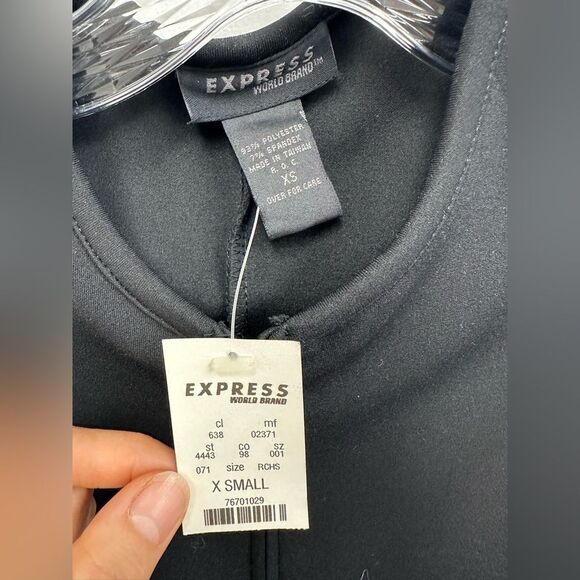 EXPRESS
WORLD BRAND™
93% POLYESTER
7% SPANDEX
MADE IN TAIWAN
R. O. C.
XS
OVER FOR CARE
EXPRESS
WORLD BRAND
cl mf
638 02371
st co sz
4443 98 001
071 size RCHS
X SMALL
76701029